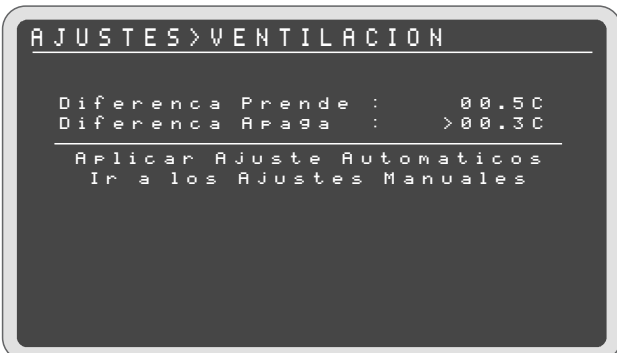 AJUSTES>VENTILACION
Diferenca Prende : 00.5C
Diferenca Apaga : >00.3C
Aplicar Ajuste Automaticos
Ir a los Ajustes Manuales